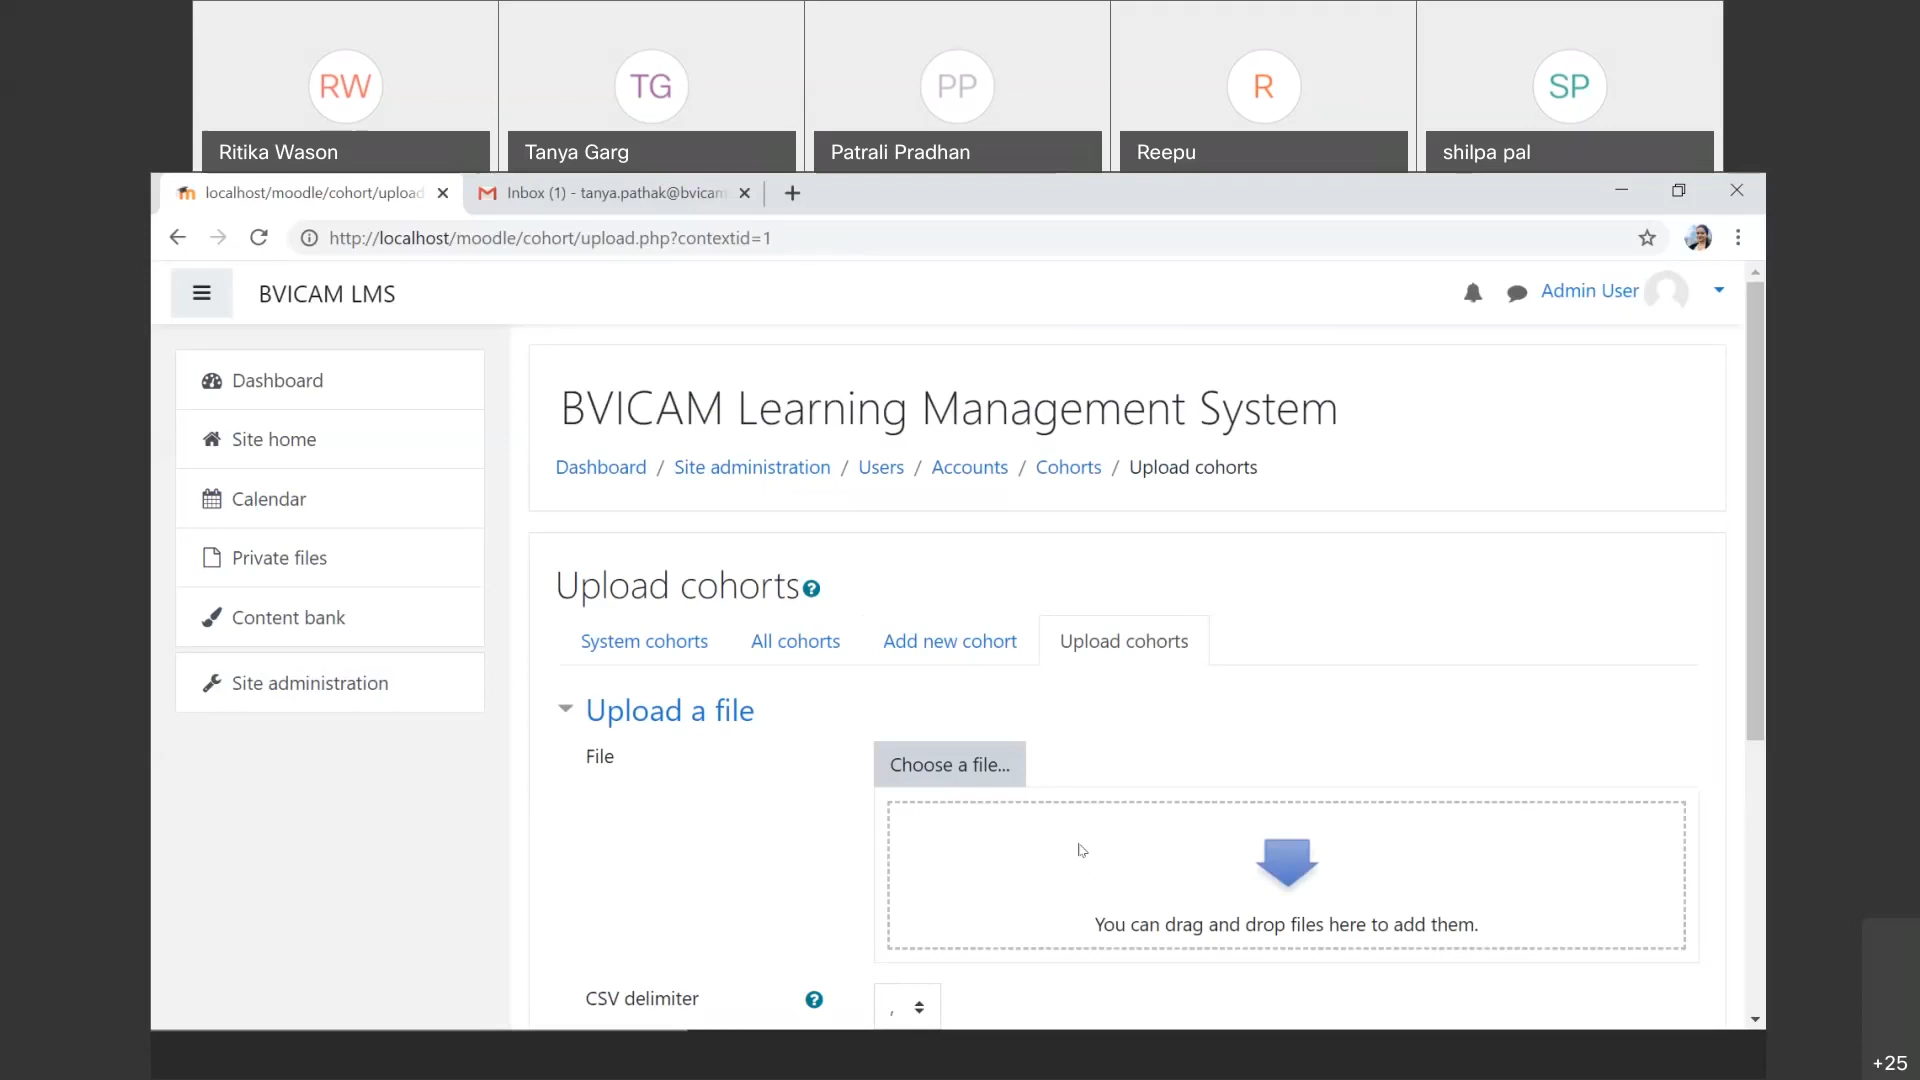 RW TG PP R SP
Ritika Wason Tanya Garg Patrali Pradhan Reepu shilpa pal
localhost/moodle/cohort/upload Inbox (1) - tanya.pathak@bvicam
http://localhost/moodle/cohort/upload.php?contextid=1
BVICAM LMS Admin User
Dashboard
Site home
Calendar
Private files
Content bank
Site administration
BVICAM Learning Management System
Dashboard / Site administration / Users / Accounts / Cohorts / Upload cohorts
Upload cohorts
System cohorts All cohorts Add new cohort Upload cohorts
Upload a file
File Choose a file...
You can drag and drop files here to add them.
CSV delimiter ,
+25